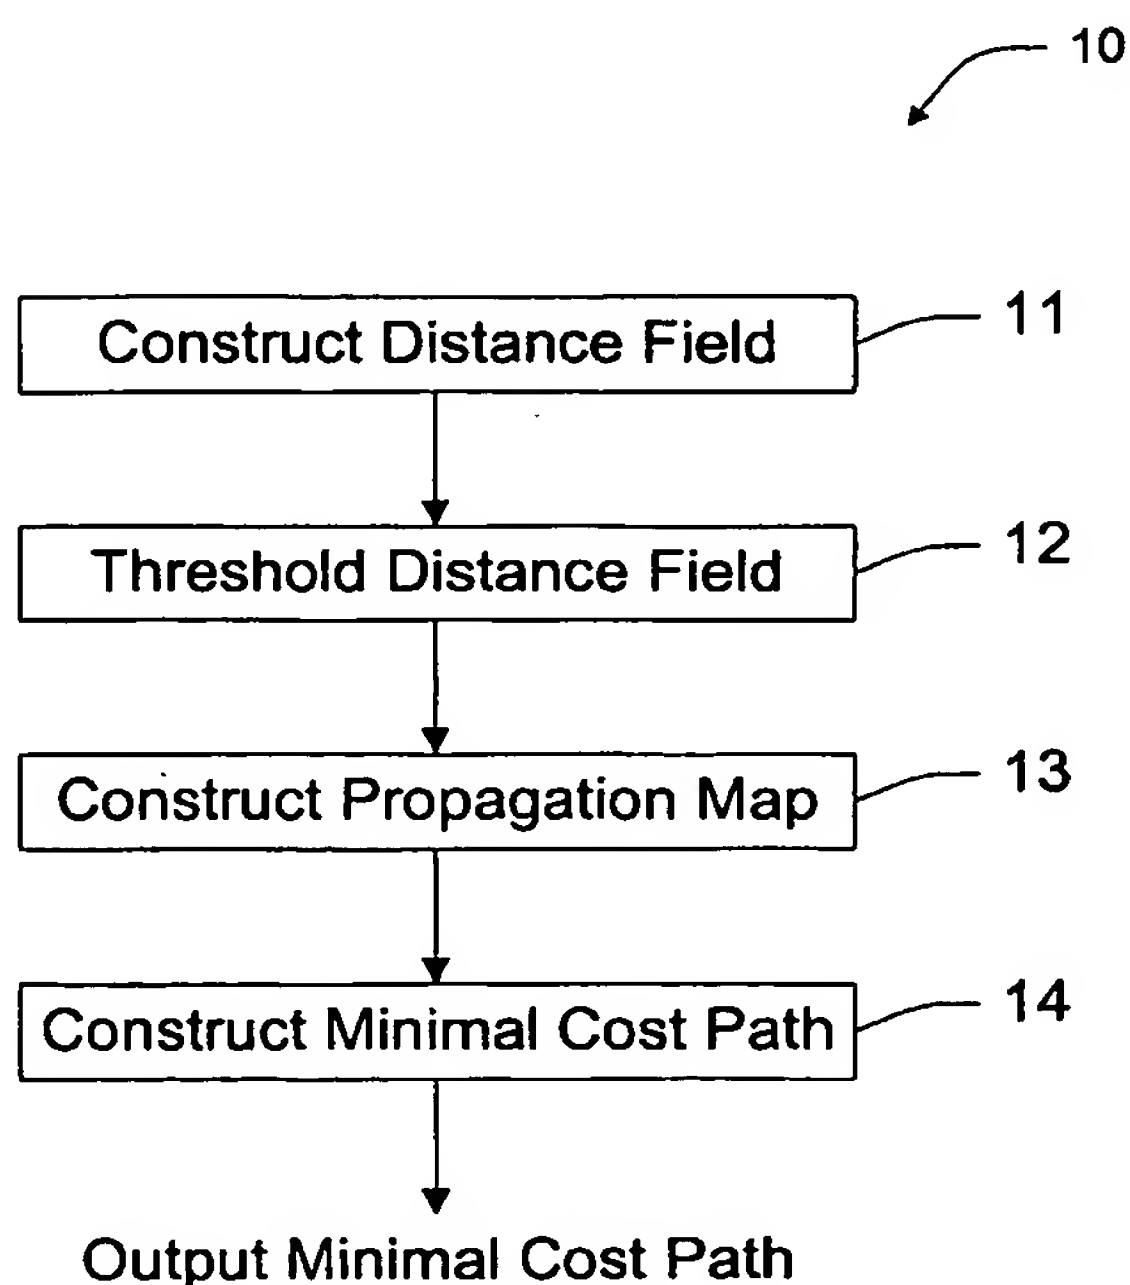 10
Construct Distance Field
11
Threshold Distance Field
12
Construct Propagation Map
13
Construct Minimal Cost Path
14
Output Minimal Cost Path